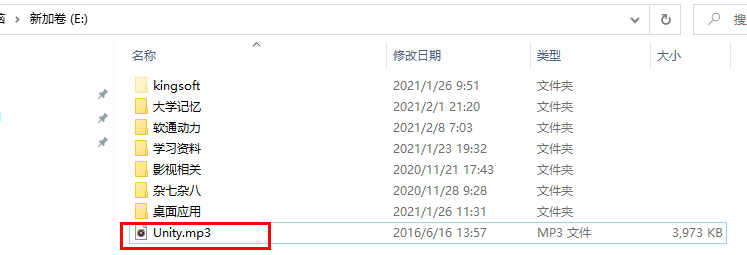 新加卷 (E:)
名称 修改日期 类型 大小
kingsoft 2021/1/26 9:51 文件夹
大学记忆 2021/2/1 21:20 文件夹
软通动力 2021/2/8 7:03 文件夹
学习资料 2021/1/23 19:32 文件夹
影视相关 2020/11/21 17:43 文件夹
杂七杂八 2020/11/28 9:28 文件夹
桌面应用 2021/1/26 11:31 文件夹
Unity.mp3 2016/6/16 13:57 MP3 文件 3,973 KB